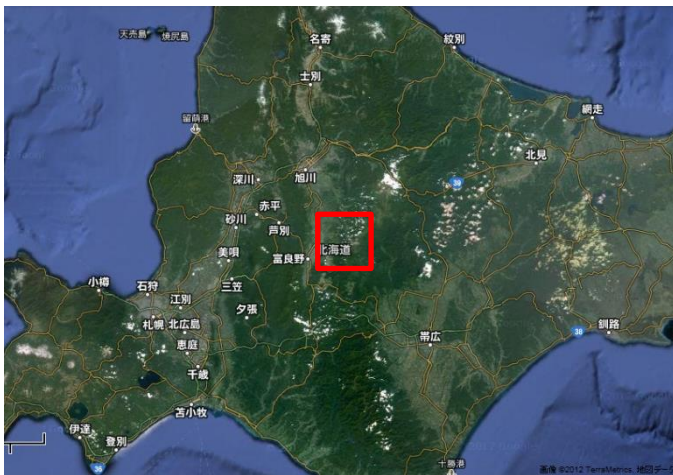 天売島
焼尻島
名寄
紋別
士別
留萌港
網走
北見
39
旭川
深川
赤平
砂川
芦別
北海道
美唄
富良野
小樽
石狩
三笠
江別
夕張
札幌
北広島
恵庭
千歳
帯広
38
釧路
苫小牧
伊達
登別
36
十勝港
画像 ©2012 TerraMetrics, 地図データ